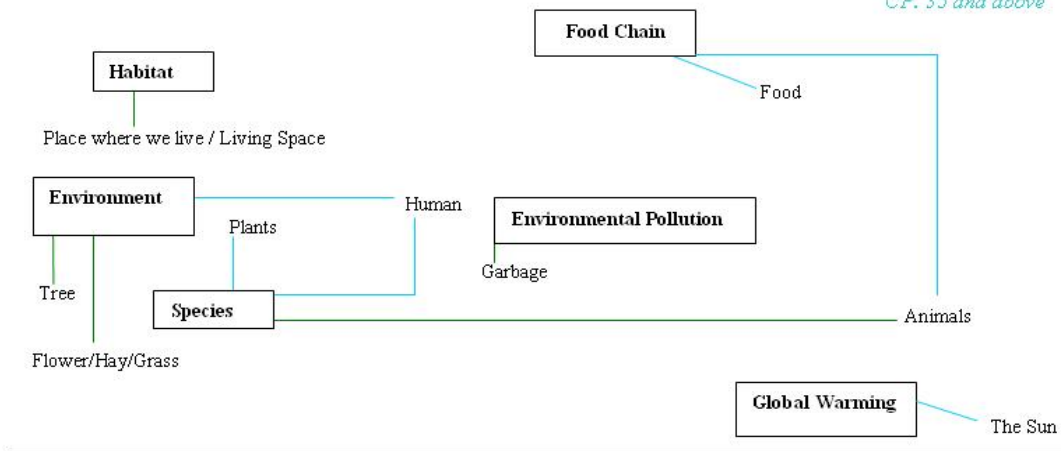 CP: 35 and above
Food Chain
Habitat
Food
Place where we live / Living Space
Environment
Human
Environmental Pollution
Plants
Garbage
Tree
Species
Animals
Flower/Hay/Grass
Global Warming
The Sun